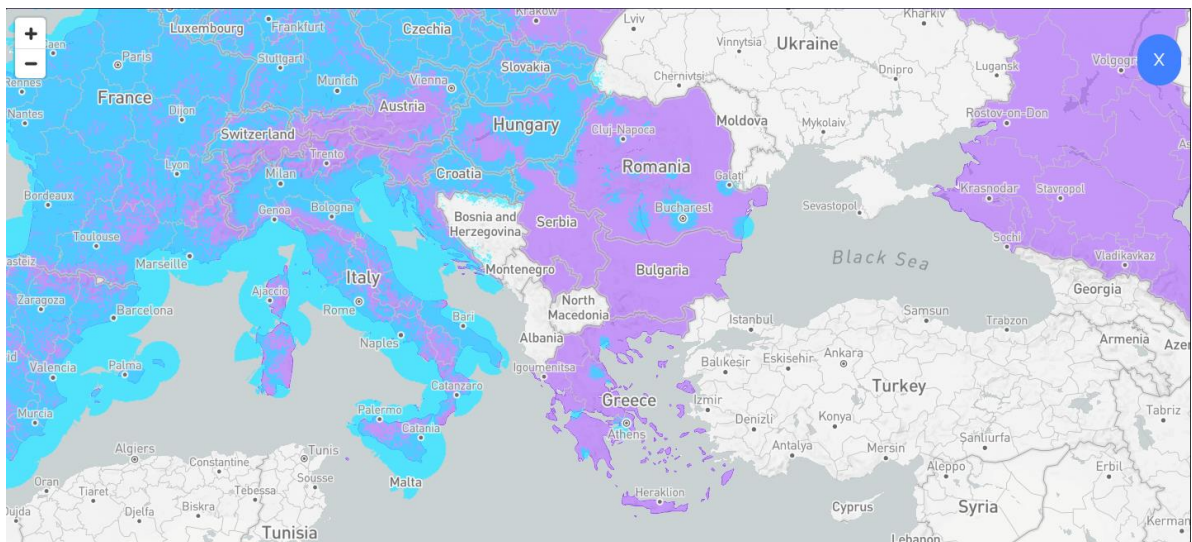 +
−
X
Luxembourg
Frankfurt
Czechia
Krakow
Lviv
Kharkiv
Vinnytsia
Ukraine
Paris
Stuttgart
Slovakia
Dnipro
Luhansk
Volgogr
Rennes
Munich
Vienna
Chernivtsi
France
Austria
Nantes
Dijon
Switzerland
Hungary
Cluj-Napoca
Moldova
Mykolaiv
Rostov-on-Don
Lyon
Trento
Romania
Milan
Croatia
Galati
Bordeaux
Genoa
Bologna
Bosnia and
Herzegovina
Serbia
Bucharest
Sevastopol
Krasnodar
Stavropol
Toulouse
Marseille
Sochi
Vladikavkaz
Black Sea
Montenegro
Bulgaria
Italy
Ajaccio
Georgia
Zaragoza
Barcelona
Rome
North
Macedonia
Bari
Istanbul
Samsun
Trabzon
Naples
Albania
Armenia
Azer
Valencia
Palma
Igoumenitsa
Balıkesir
Eskisehir
Ankara
Catanzaro
Turkey
Murcia
Palermo
Greece
Izmir
Tabriz
Catania
Athens
Denizli
Konya
Sanliurfa
Algiers
Tunis
Antalya
Mersin
Constantine
Aleppo
Erbil
Oran
Tiaret
Tebessa
Sousse
Malta
Heraklion
Oujda
Djelfa
Biskra
Cyprus
Syria
Tunisia
Lebanon
Kerman